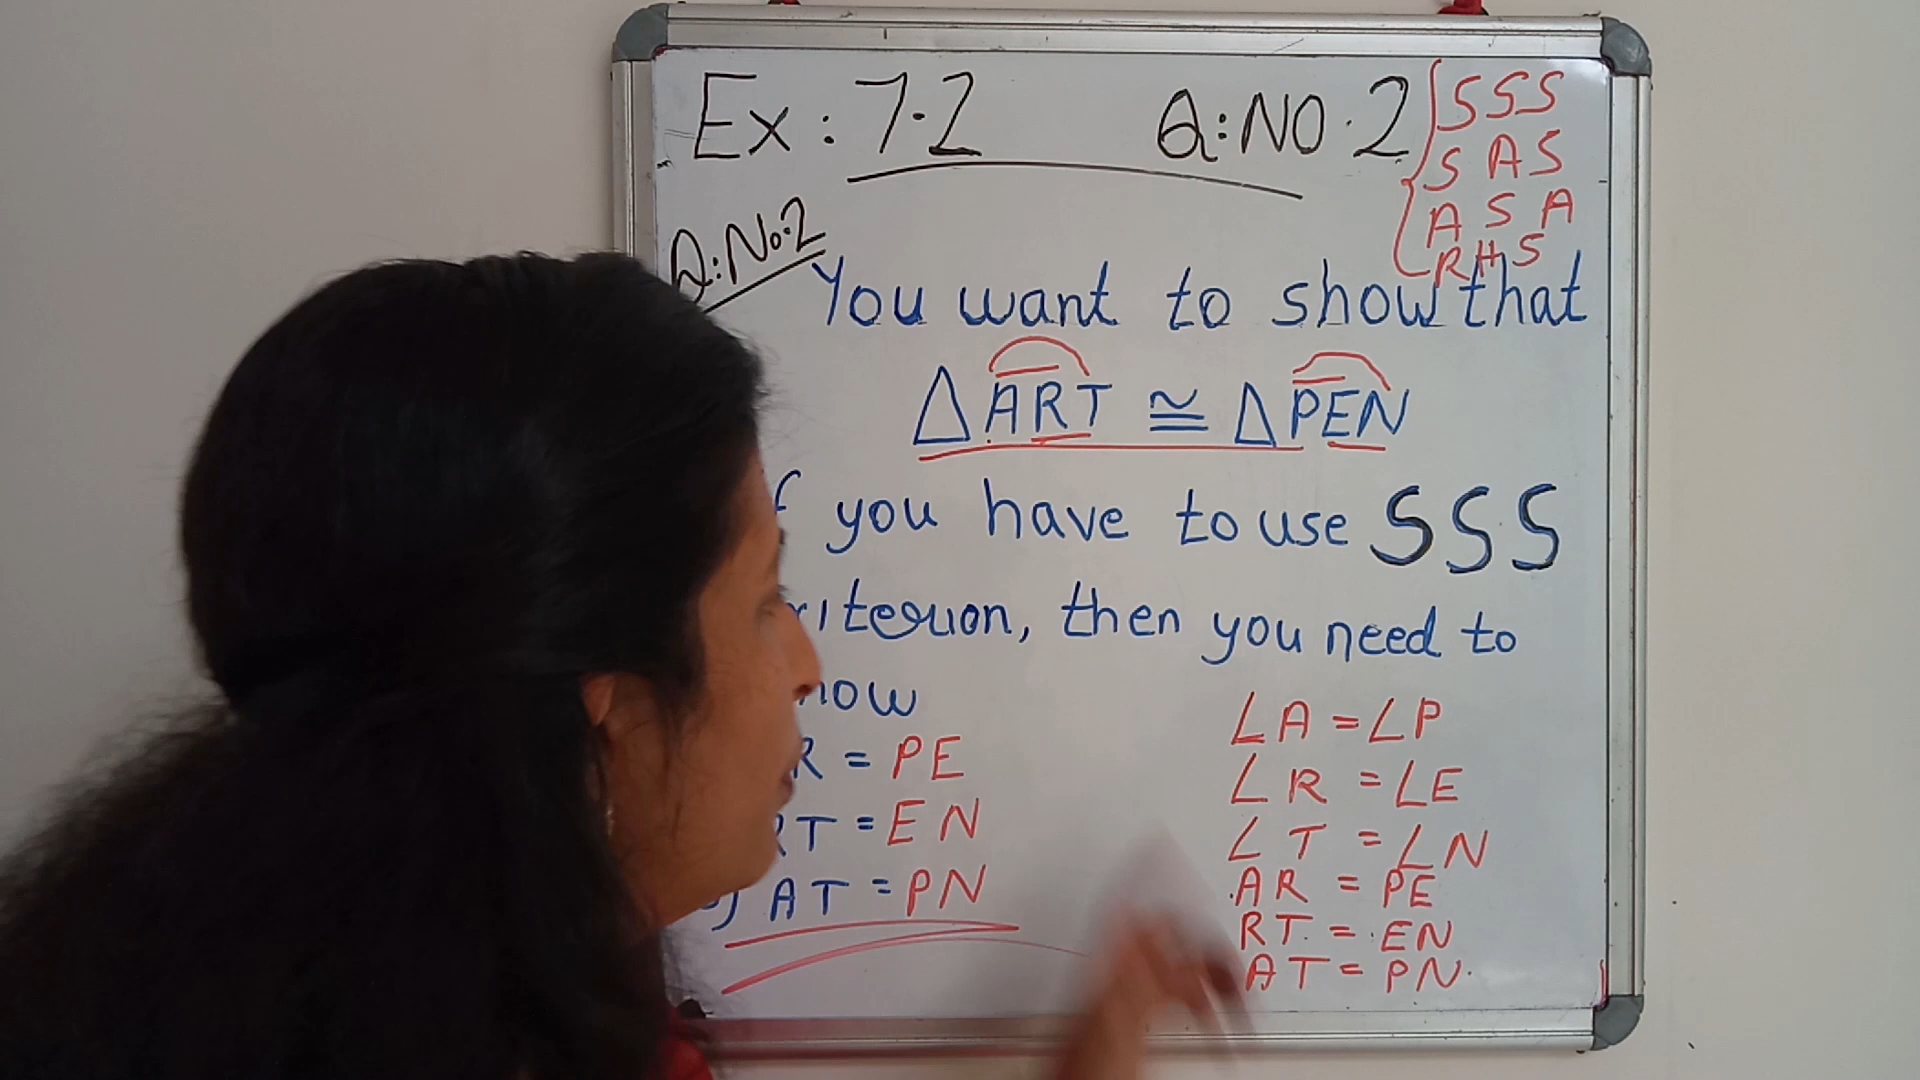 Ex: 7.2 Q:NO.2
SSS
SAS
ASA
RHS
Q:No.2
You want to show that
△ART ≅ △PEN
you have to use SSS
riterion, then you need to
how
R = PE
RT = EN
AT = PN
∠A = ∠P
∠R = ∠E
∠T = ∠N
AR = PE
RT = EN
AT = PN